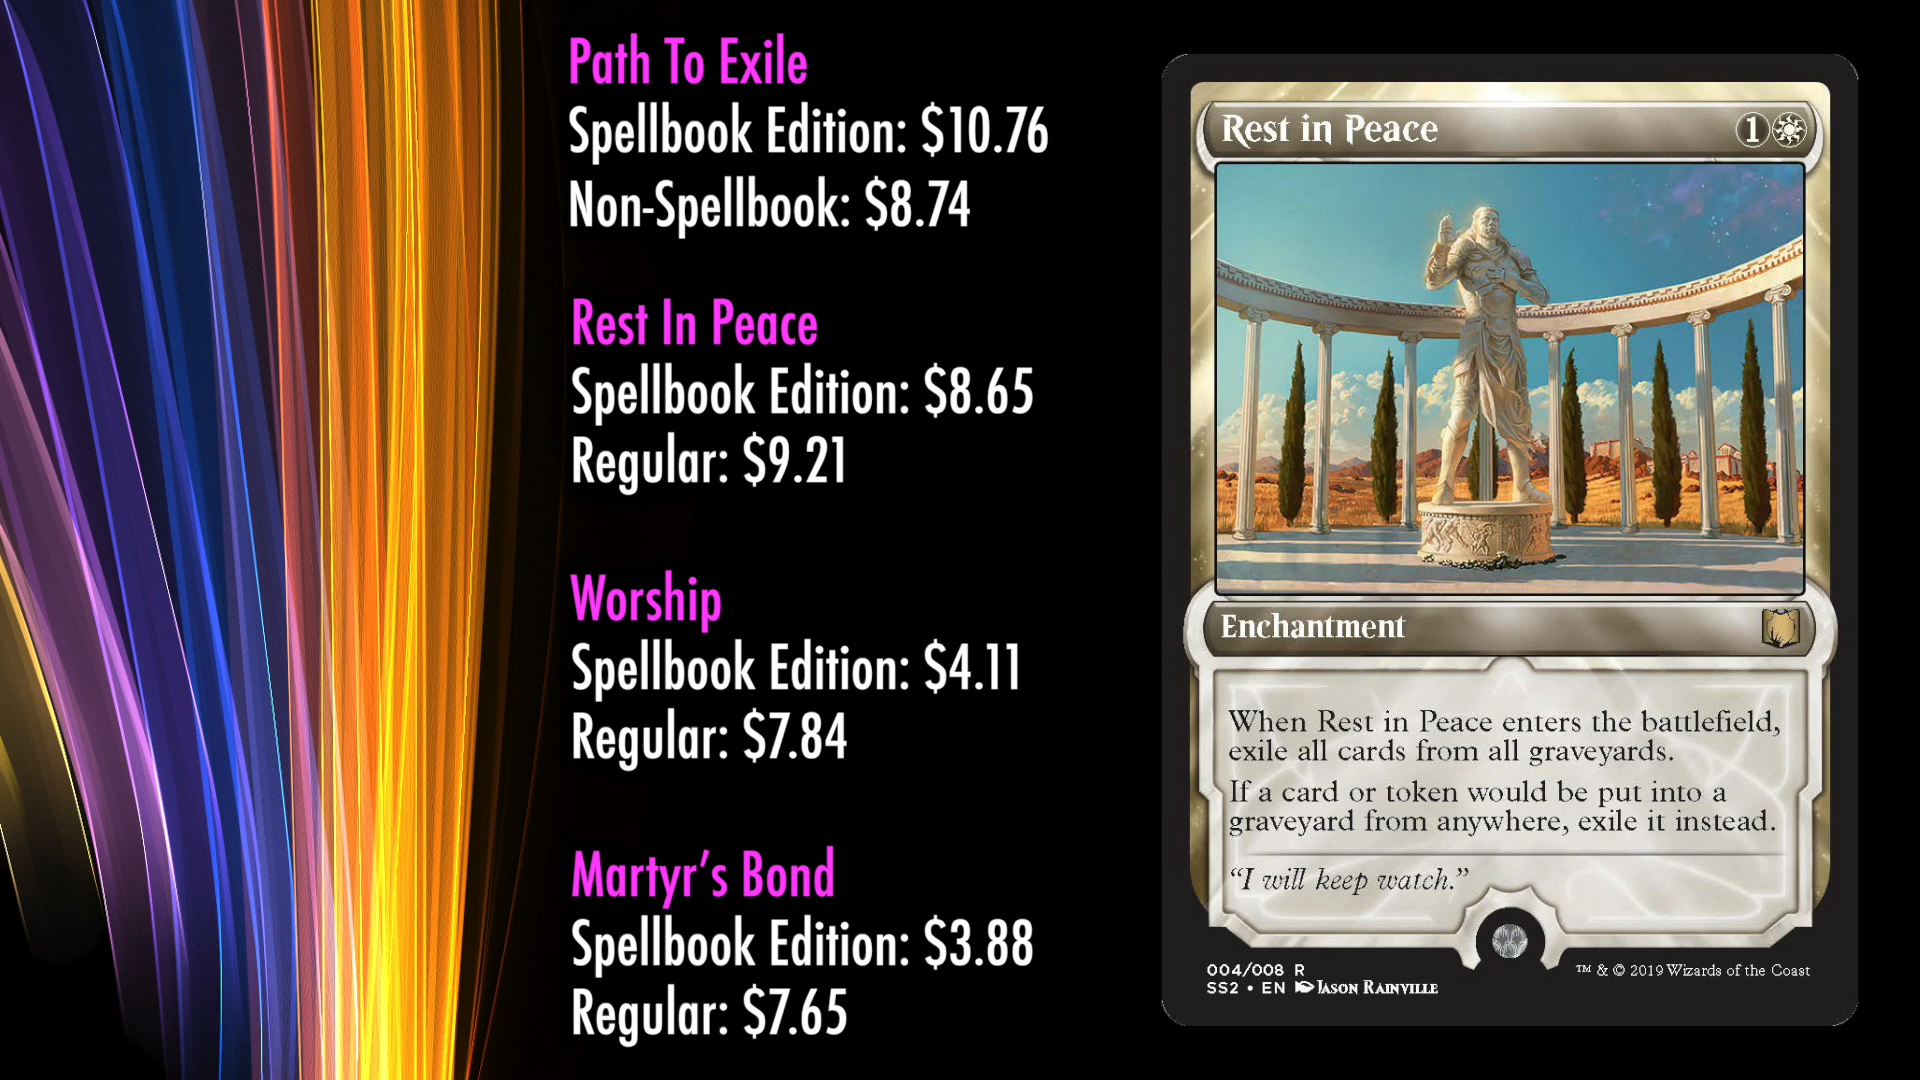 Path To Exile
Spellbook Edition: $10.76
Non-Spellbook: $8.74
Rest In Peace
Spellbook Edition: $8.65
Regular: $9.21
Worship
Spellbook Edition: $4.11
Regular: $7.84
Martyr's Bond
Spellbook Edition: $3.88
Regular: $7.65
Rest in Peace 1
Enchantment
When Rest in Peace enters the battlefield,
exile all cards from all graveyards.
If a card or token would be put into a
graveyard from anywhere, exile it instead.
“I will keep watch.”
004/008 R
SS2 • EN Jason Rainville
™ & © 2019 Wizards of the Coast